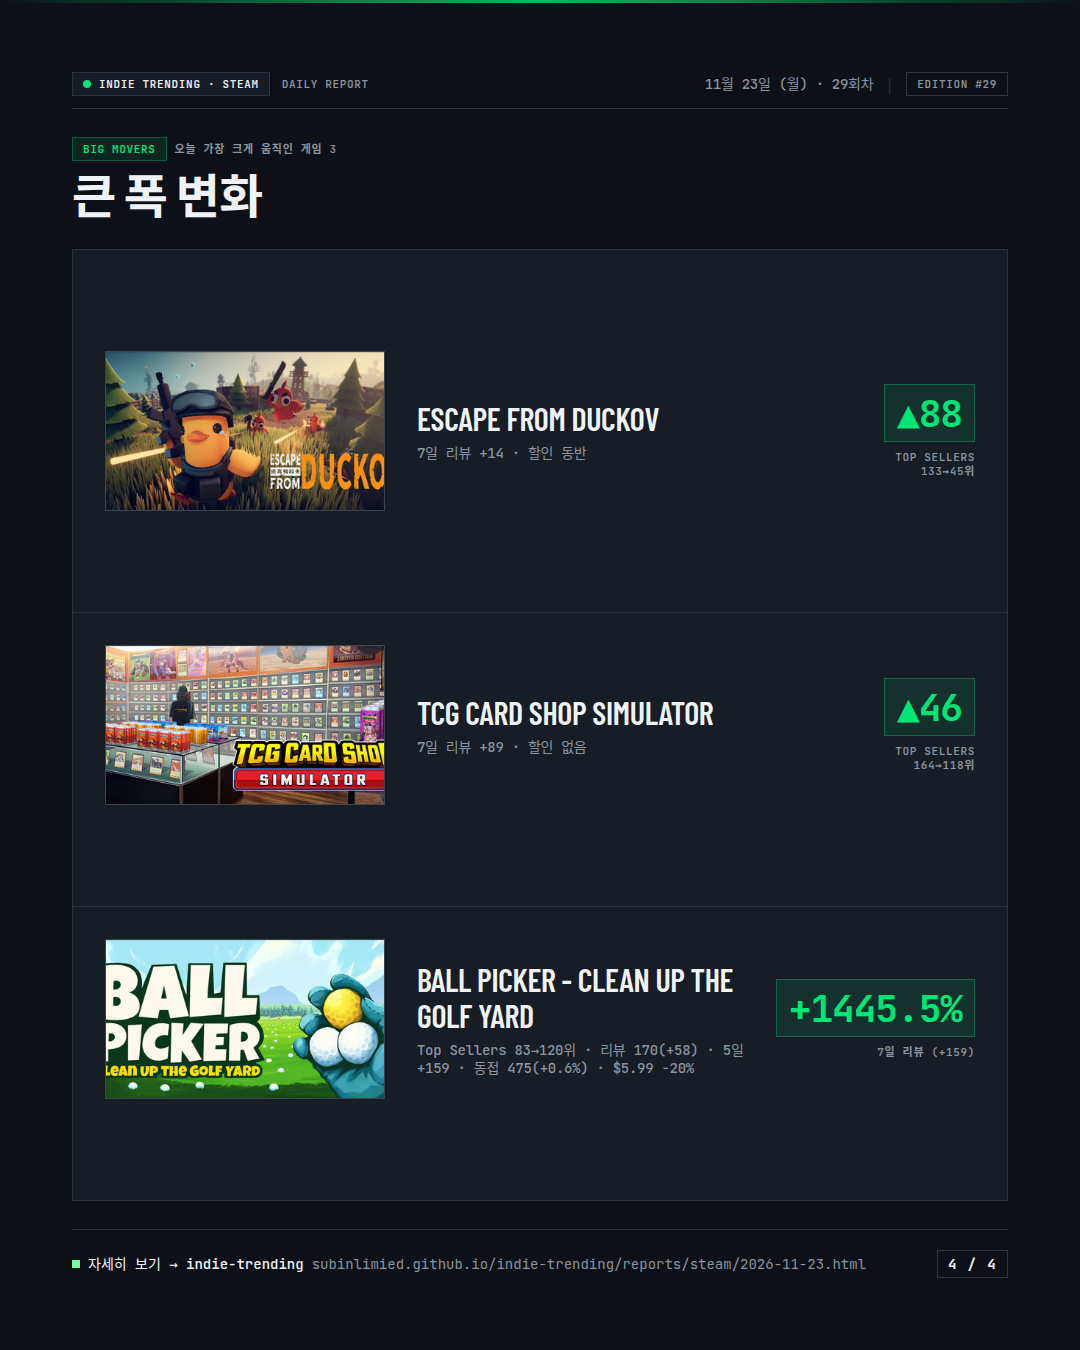 INDIE TRENDING · STEAM DAILY REPORT 11월 23일 (월) · 29회차 | EDITION #29
BIG MOVERS 오늘 가장 크게 움직인 게임 3
큰 폭 변화
ESCAPE
FROM
DUCKO
ESCAPE FROM DUCKOV
7일 리뷰 +14 · 할인 동반
▲88
TOP SELLERS
133→45위
TCG CARD SHO
SIMULATOR
TCG CARD SHOP SIMULATOR
7일 리뷰 +89 · 할인 없음
▲46
TOP SELLERS
164→118위
BALL
PICKER
CLEAN UP THE GOLF YARD
BALL PICKER - CLEAN UP THE
GOLF YARD
Top Sellers 83→120위 · 리뷰 170(+58) · 5일
+159 · 동접 475(+0.6%) · $5.99 -20%
+1445.5%
7일 리뷰 (+159)
자세히 보기 → indie-trending subinlimied.github.io/indie-trending/reports/steam/2026-11-23.html
4 / 4